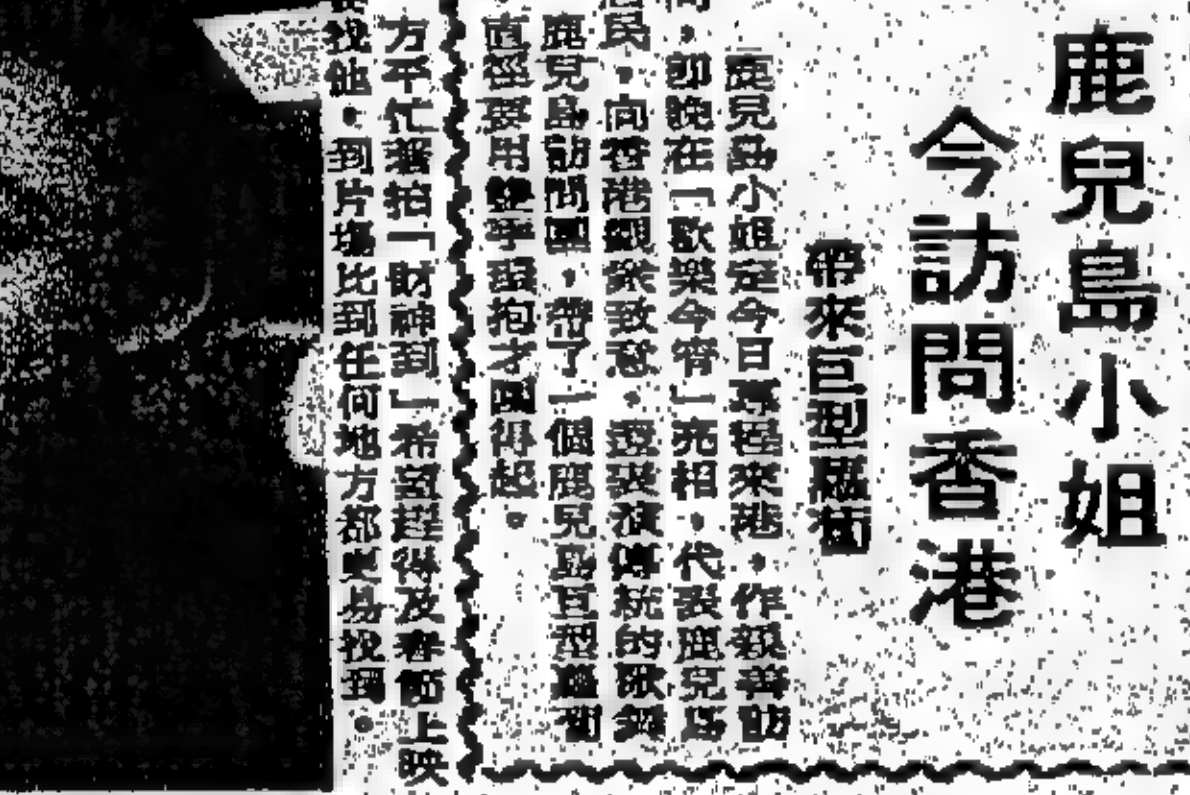 鹿兒島小姐
今訪問香港
帶來巨型蘿蔔
鹿兒島小姐定今日專程來港，作親善訪
問，卽晚在「歡樂今宵」亮相，代表鹿兒島
居民，向香港觀衆致意，還表演傳統的歌舞
鹿兒島訪問團，帶了一個鹿兒島巨型蘿蔔
直徑要用雙手環抱才圍得起。
方平忙著拍「財神到」希望趕得及春節上映
找他，到片場比到任何地方都更易找到。